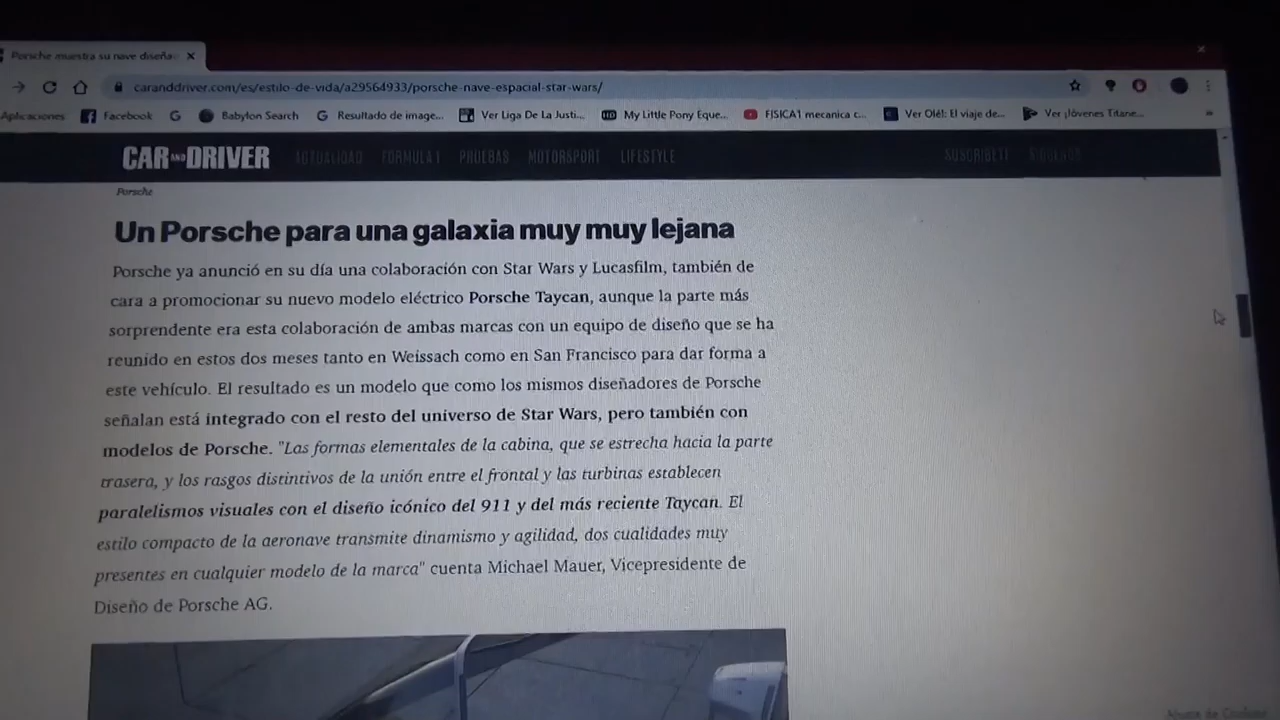 Porsche muestra su nave diseña
caranddriver.com/es/estilo-de-vida/a29564933/porsche-nave-espacial-star-wars/
Aplicaciones Facebook Babylon Search Resultado de image... Ver Liga De La Justi... My Little Pony Eque... FISICA1 mecanica c... Ver Olé!: El viaje de... Ver ¡Jóvenes Titane...
CAR AND DRIVER ACTUALIDAD FORMULA 1 PRUEBAS MOTORSPORT LIFESTYLE SUSCRÍBETE SÍGUENOS
Porsche
Un Porsche para una galaxia muy muy lejana
Porsche ya anunció en su día una colaboración con Star Wars y Lucasfilm, también de
cara a promocionar su nuevo modelo eléctrico Porsche Taycan, aunque la parte más
sorprendente era esta colaboración de ambas marcas con un equipo de diseño que se ha
reunido en estos dos meses tanto en Weissach como en San Francisco para dar forma a
este vehículo. El resultado es un modelo que como los mismos diseñadores de Porsche
señalan está integrado con el resto del universo de Star Wars, pero también con
modelos de Porsche. "Las formas elementales de la cabina, que se estrecha hacia la parte
trasera, y los rasgos distintivos de la unión entre el frontal y las turbinas establecen
paralelismos visuales con el diseño icónico del 911 y del más reciente Taycan. El
estilo compacto de la aeronave transmite dinamismo y agilidad, dos cualidades muy
presentes en cualquier modelo de la marca" cuenta Michael Mauer, Vicepresidente de
Diseño de Porsche AG.